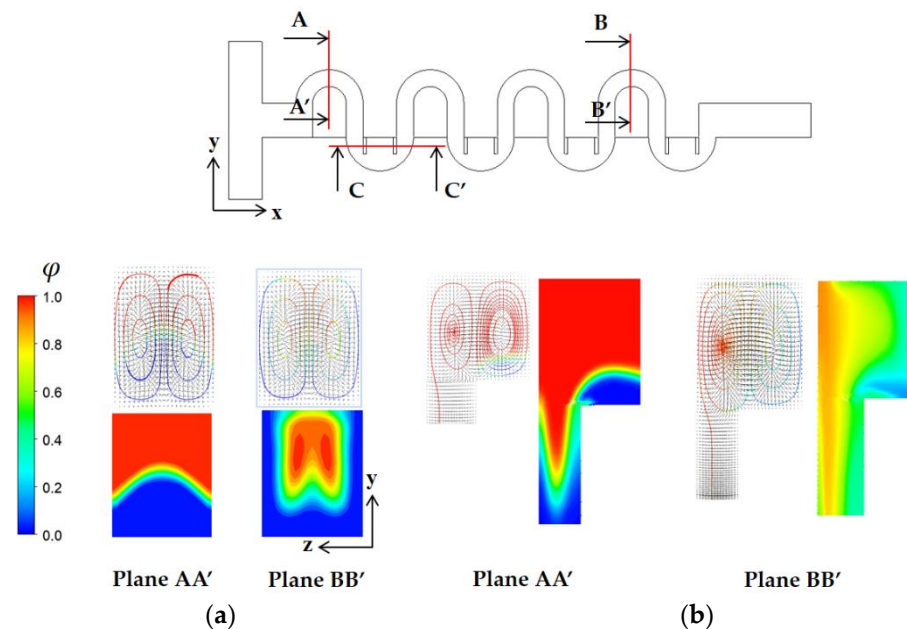 A
B
A′
B′
y
C
C′
x
φ
1.0
0.8
0.6
0.4
0.2
0.0
y
z
Plane AA′
Plane BB′
Plane AA′
Plane BB′
(a)
(b)